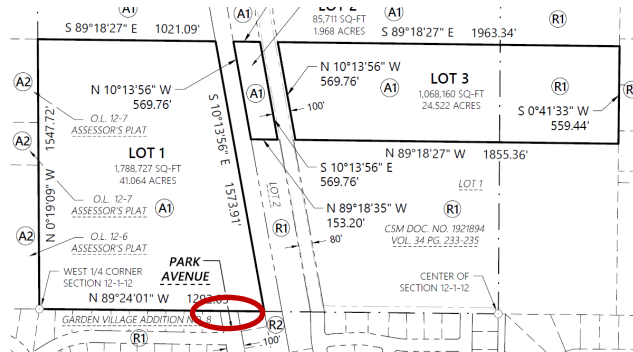 A1
LOT 2
85,711 SQ-FT
1.968 ACRES
R1
S 89°18'27" E 1021.09'
A1
S 89°18'27" E 1963.34'
A2
N 10°13'56" W
569.76'
O.L. 12-7
ASSESSOR'S PLAT
1547.72'
N 0°19'09" W
A2
LOT 1
1,788,727 SQ-FT
41.064 ACRES
O.L. 12-7
ASSESSOR'S PLAT
A1
A2
O.L. 12-6
ASSESSOR'S PLAT
S 10°13'56" E
1573.91'
A1
N 10°13'56" W
569.76'
100'
A1
LOT 3
1,068,160 SQ-FT
24.522 ACRES
R1
S 0°41'33" W
559.44'
N 89°18'27" W 1855.36'
S 10°13'56" E
569.76'
LOT 1
LOT 2
N 89°18'35" W
153.20'
R1
CSM DOC. NO. 1921894
VOL. 34 PG. 233-235
R1
80'
PARK
AVENUE
WEST 1/4 CORNER
SECTION 12-1-12
CENTER OF
SECTION 12-1-12
N 89°24'01" W
GARDEN VILLAGE ADDITION
R2
R1
100'
R1